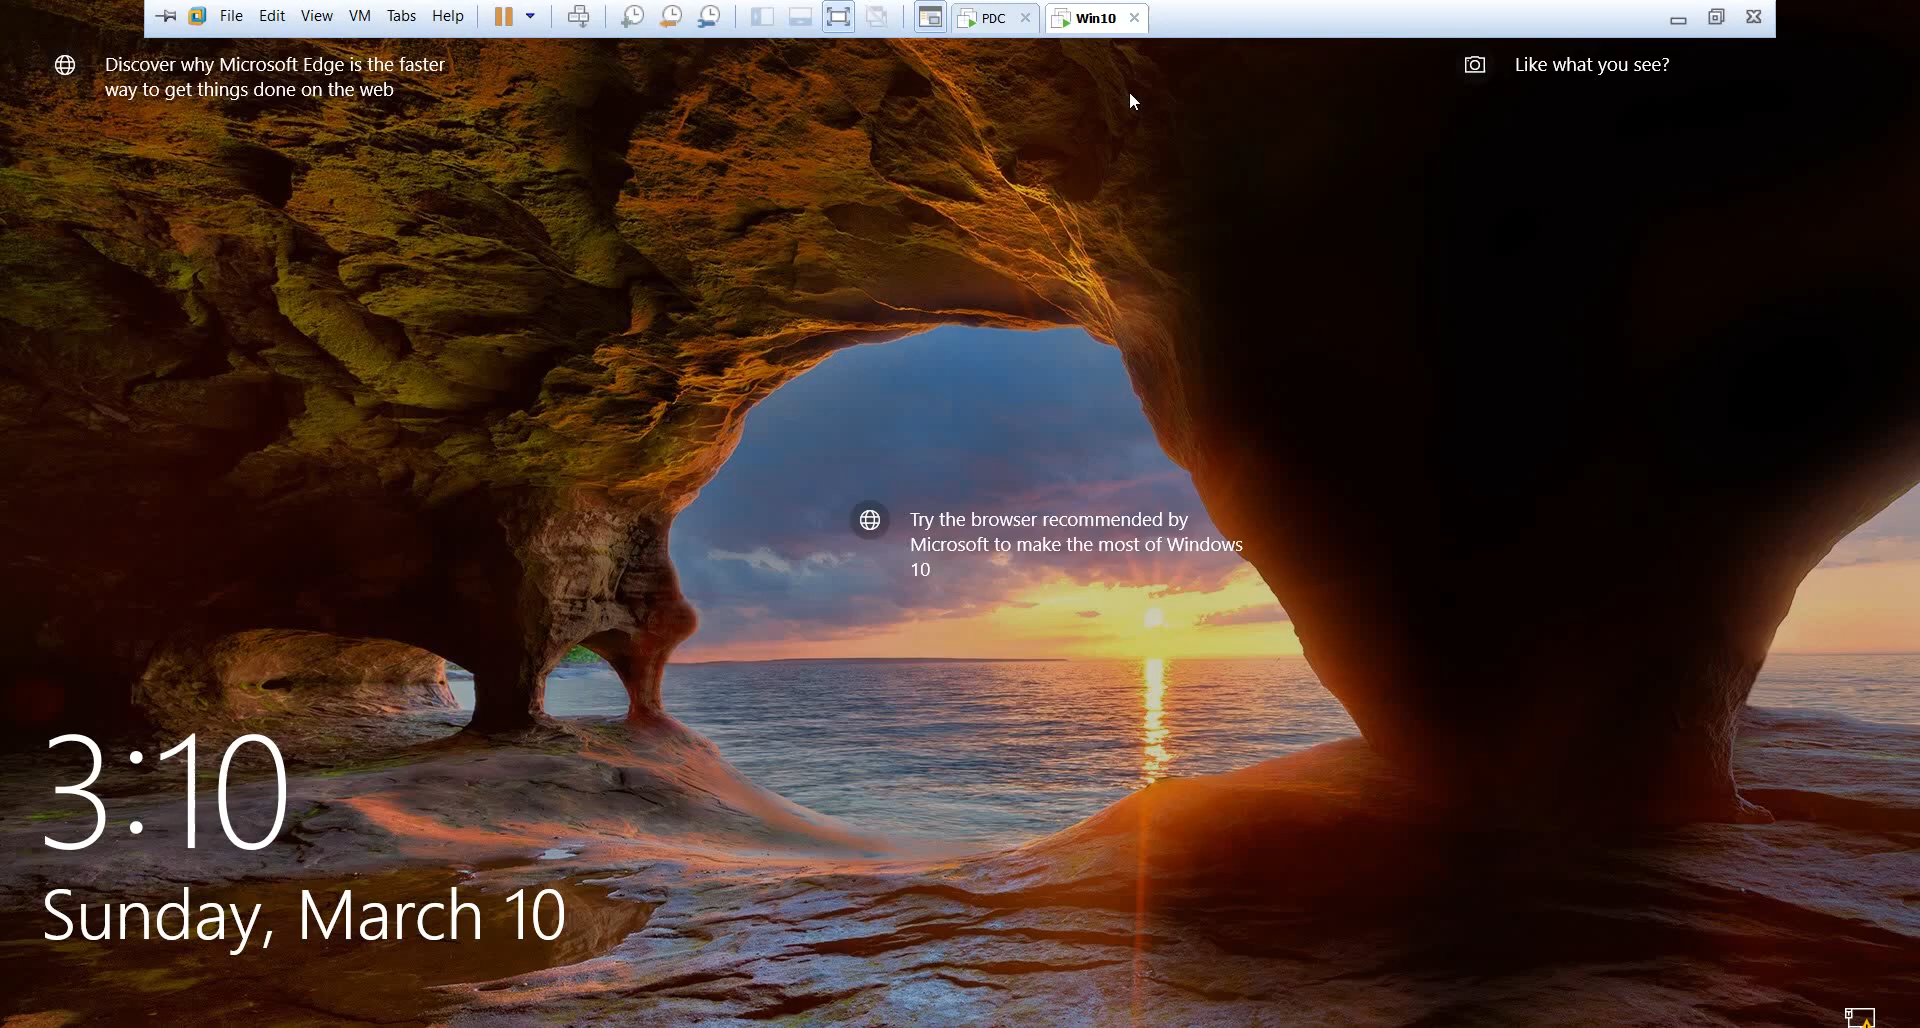 File Edit View VM Tabs Help PDC Win10
Discover why Microsoft Edge is the faster
way to get things done on the web
Like what you see?
Try the browser recommended by
Microsoft to make the most of Windows
10
3:10
Sunday, March 10